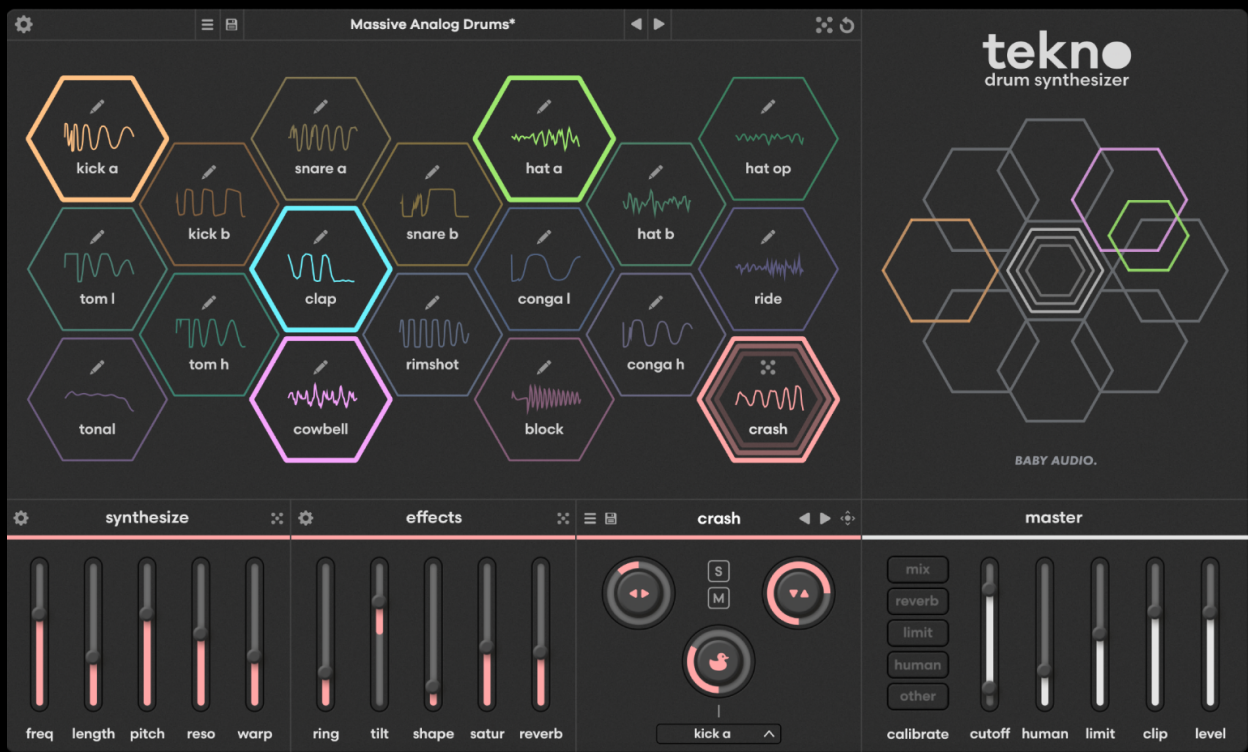 Massive Analog Drums*
tekno
drum synthesizer
kick a
snare a
hat a
hat op
kick b
snare b
hat b
tom l
clap
conga l
ride
tom h
rimshot
conga h
tonal
cowbell
block
crash
BABY AUDIO.
synthesize
effects
crash
master
S
M
mix
reverb
limit
human
other
freq
length
pitch
reso
warp
ring
tilt
shape
satur
reverb
kick a
calibrate
cutoff
human
limit
clip
level